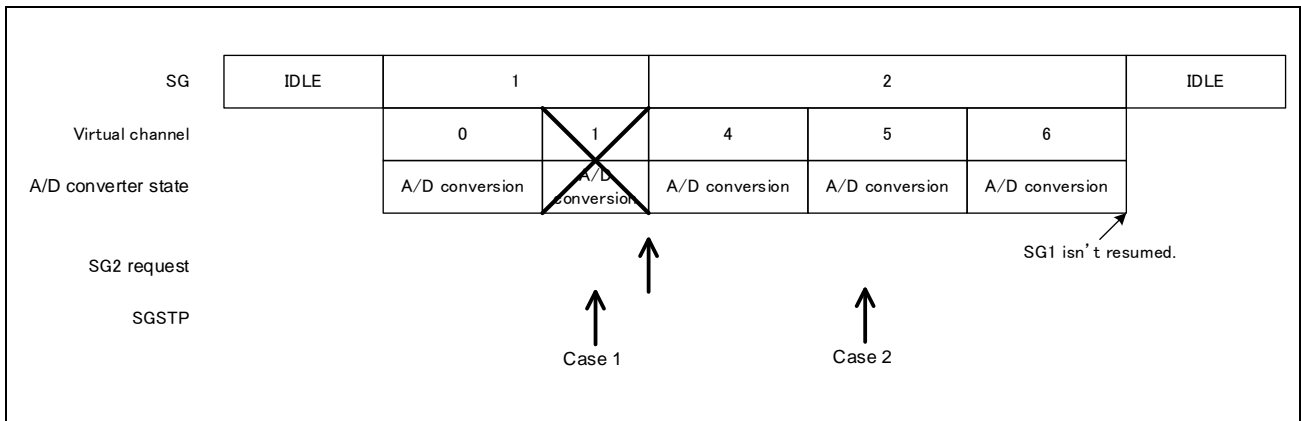 SG IDLE 1 2 IDLE
Virtual channel 0 1 4 5 6
A/D converter state A/D conversion A/D conversion A/D conversion A/D conversion A/D conversion
SG1 isn't resumed.
SG2 request
SGSTP
Case 1 Case 2